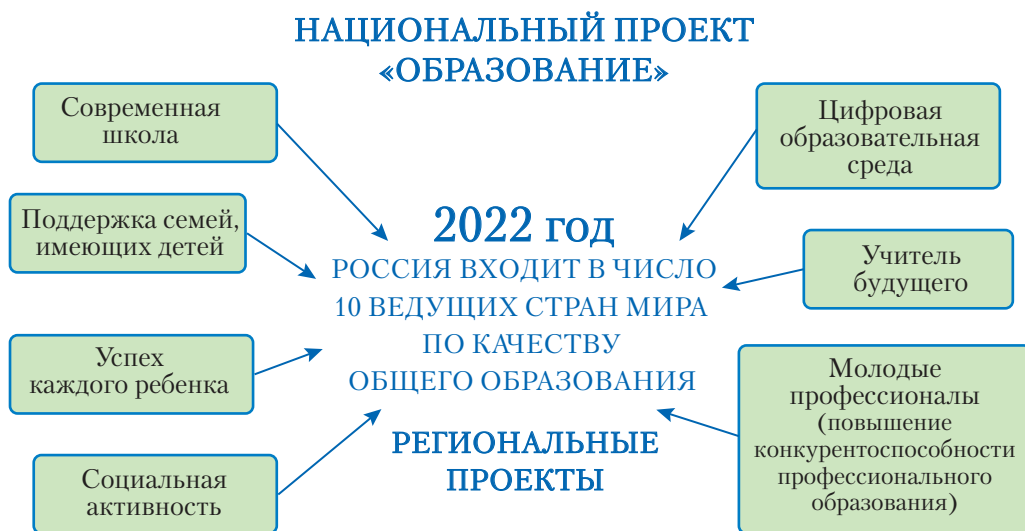 НАЦИОНАЛЬНЫЙ ПРОЕКТ
«ОБРАЗОВАНИЕ»
Современная
школа
Поддержка семей,
имеющих детей
Успех
каждого ребенка
Социальная
активность
2022 год
РОССИЯ ВХОДИТ В ЧИСЛО
10 ВЕДУЩИХ СТРАН МИРА
ПО КАЧЕСТВУ
ОБЩЕГО ОБРАЗОВАНИЯ
РЕГИОНАЛЬНЫЕ
ПРОЕКТЫ
Цифровая
образовательная
среда
Учитель
будущего
Молодые
профессионалы
(повышение
конкурентоспособности
профессионального
образования)